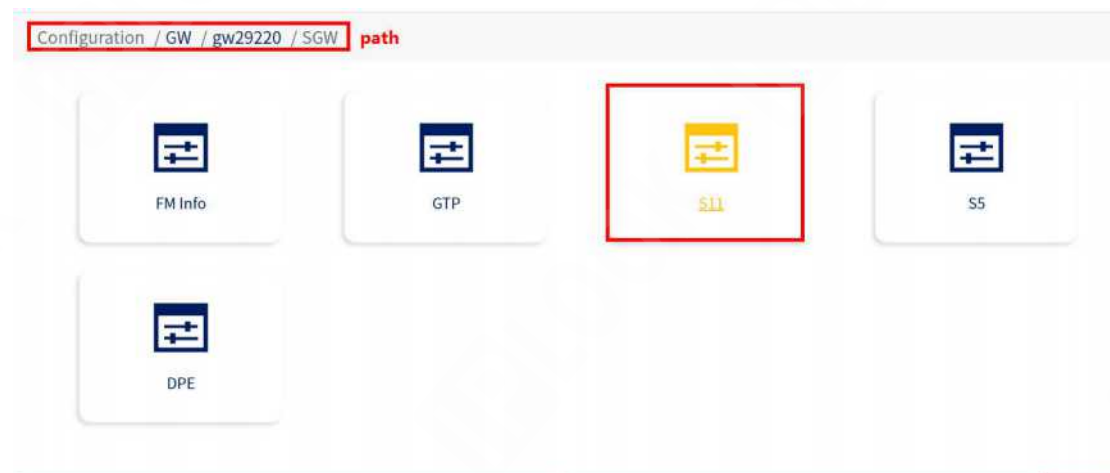 Configuration / GW / gw29220 / SGW path
FM Info GTP S11 S5
DPE